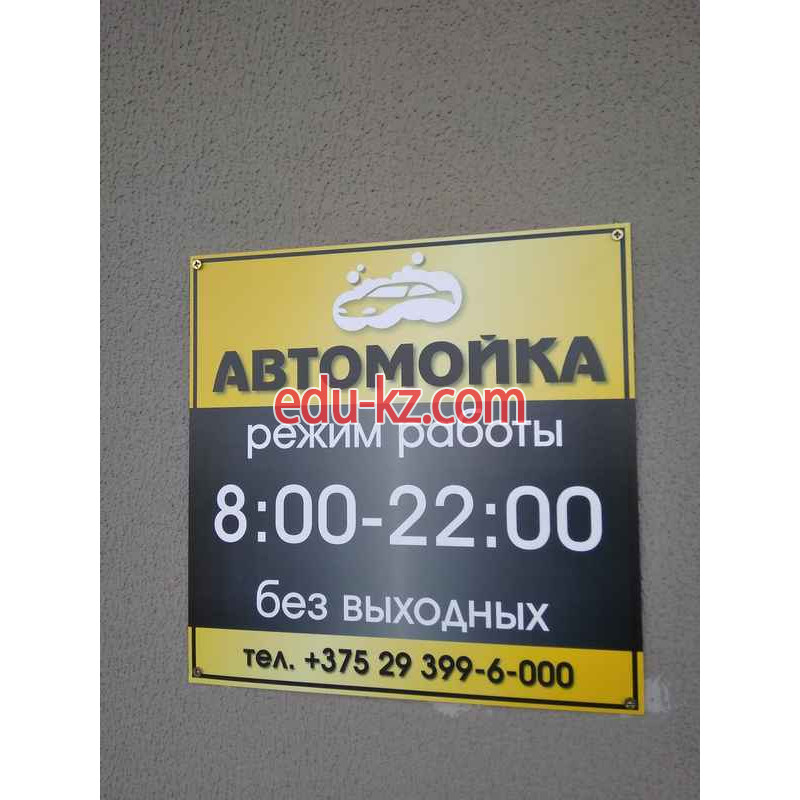 АВТОМОЙКА
edu-kz.com
режим работы
8:00-22:00
без выходных
тел. +375 29 399-6-000